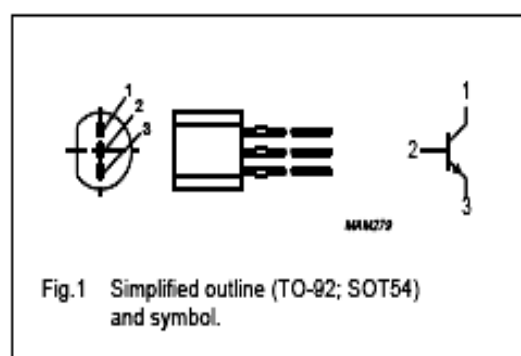 1
2
3
1
2
3
MAM279
Fig.1 Simplified outline (TO-92; SOT54)
and symbol.